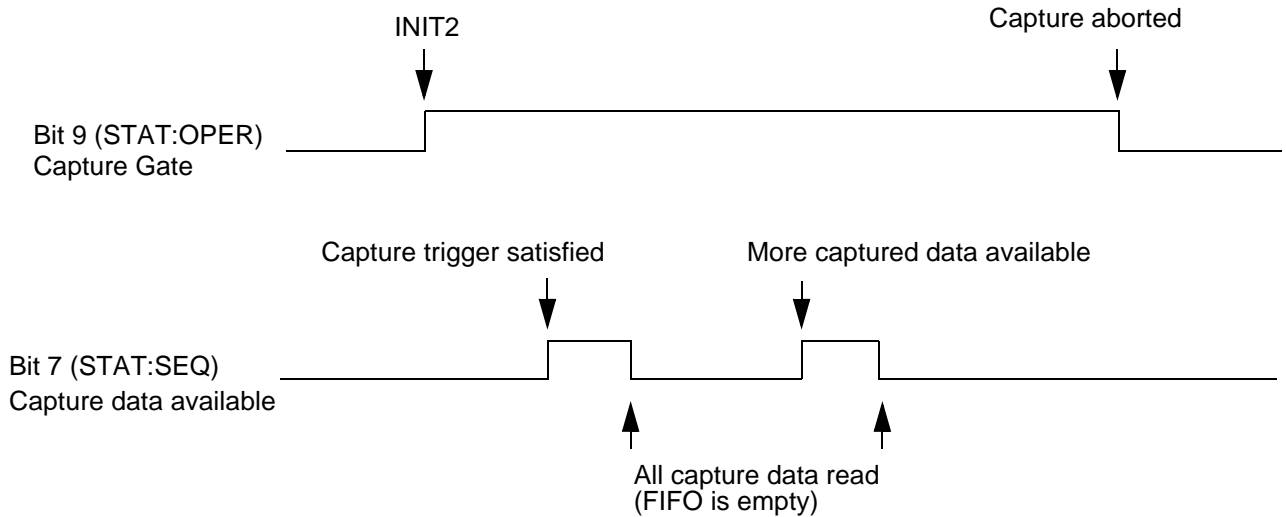 INIT2
Capture aborted
Bit 9 (STAT:OPER)
Capture Gate
Capture trigger satisfied
More captured data available
Bit 7 (STAT:SEQ)
Capture data available
All capture data read
(FIFO is empty)